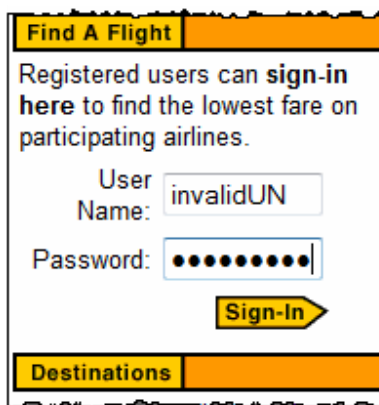 Find A Flight
Registered users can sign-in
here to find the lowest fare on
participating airlines.
User
Name:
invalidUN
Password:
●●●●●●●●●
Sign-In
Destinations